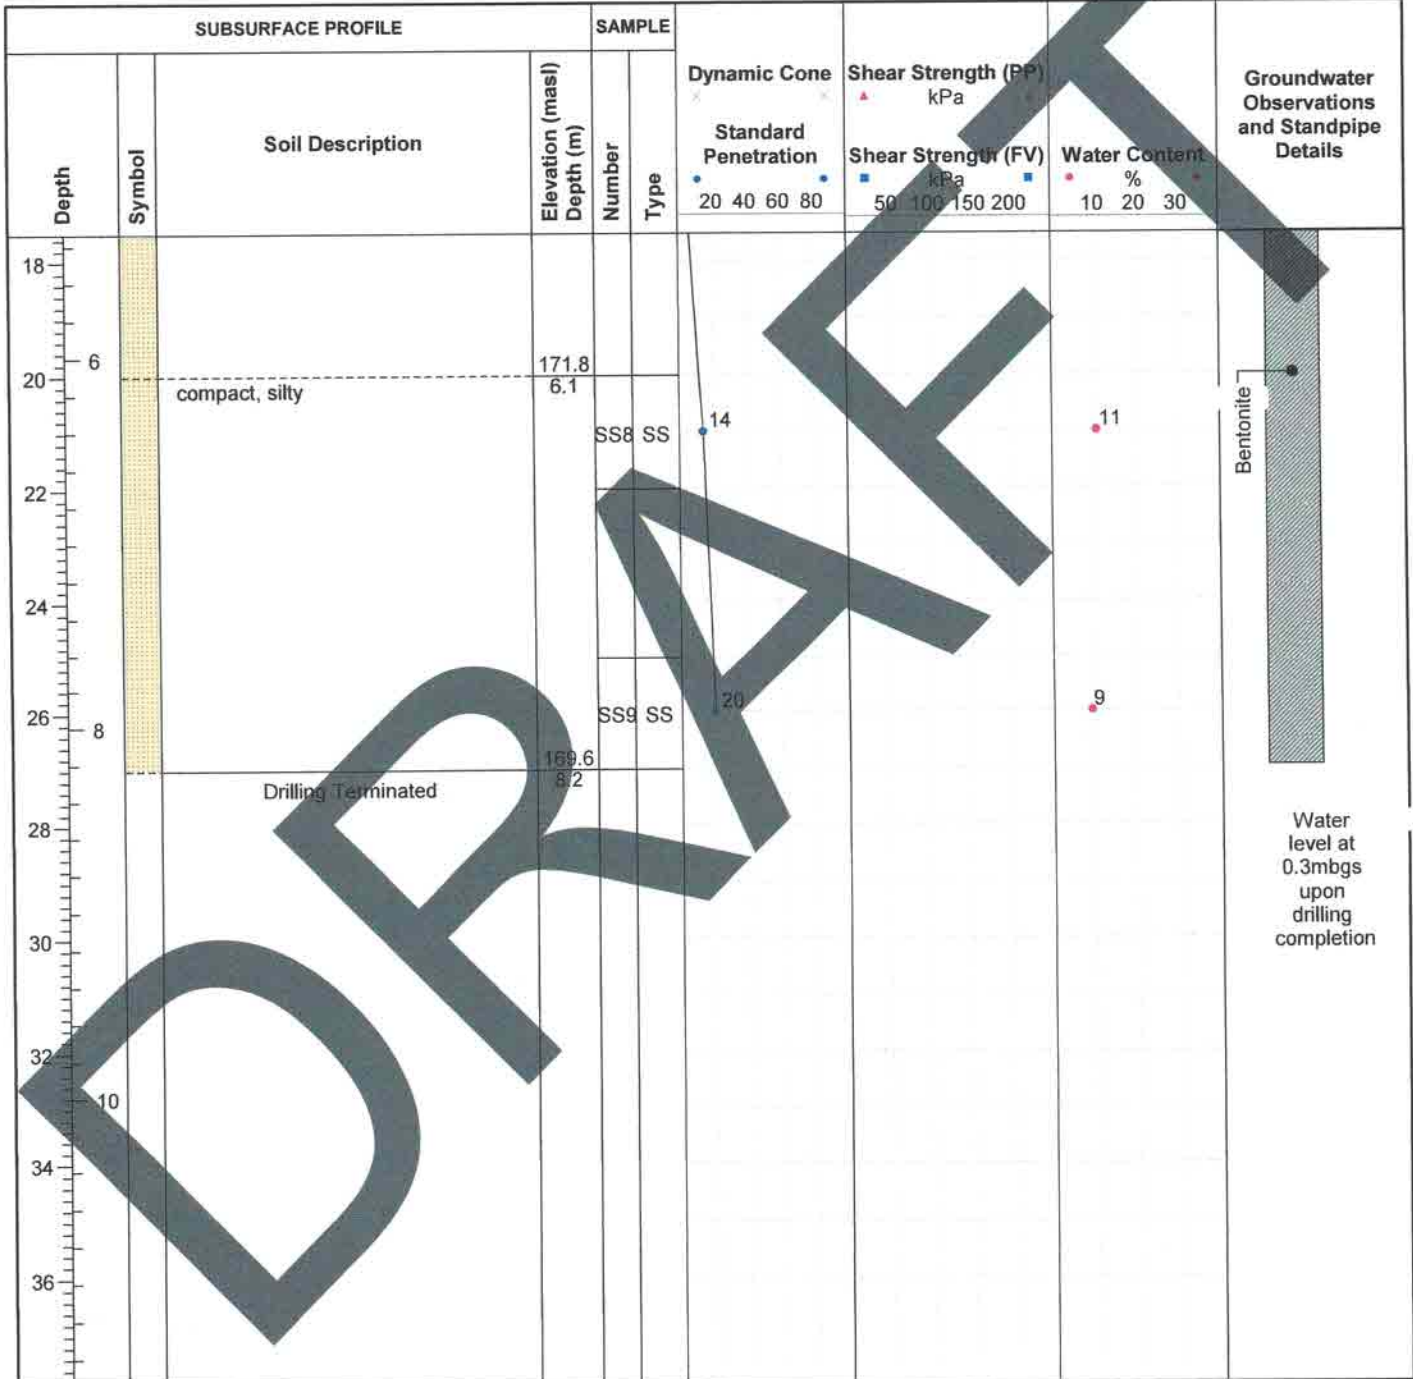 SUBSURFACE PROFILE
SAMPLE
Depth
Symbol
Soil Description
Elevation (masl)
Depth (m)
Number
Type
Dynamic Cone
Standard
Penetration
20 40 60 80
Shear Strength (PP)
kPa
Shear Strength (FV)
kPa
50 100 150 200
Water Content
%
10 20 30
Groundwater
Observations
and Standpipe
Details
18
6
20
171.8
6.1
compact, silty
SS8 SS
14
11
Bentonite
22
24
26
8
SS9 SS
20
9
169.6
8.2
Drilling Terminated
28
Water
level at
0.3mbgs
upon
drilling
completion
30
32
10
34
36
DRAFT